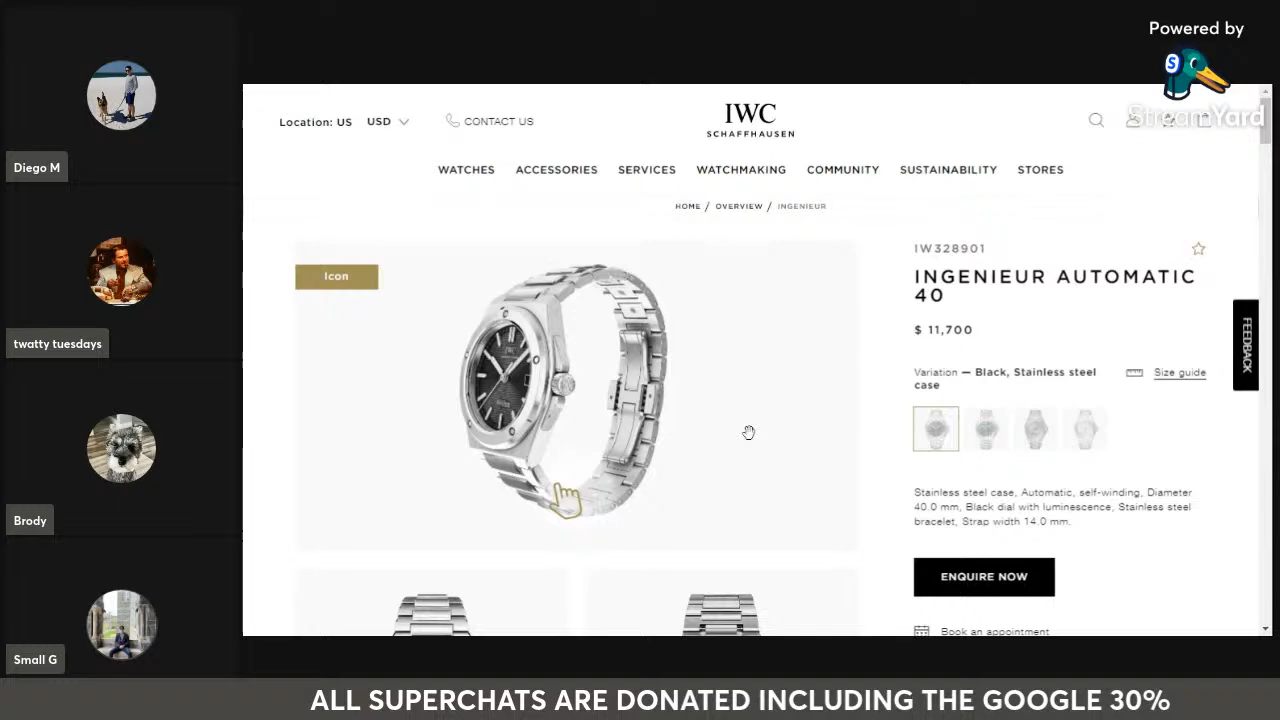 Powered by
StreamYard
Diego M
twatty tuesdays
Brody
Small G
Location: US
USD
CONTACT US
IWC
SCHAFFHAUSEN
WATCHES
ACCESSORIES
SERVICES
WATCHMAKING
COMMUNITY
SUSTAINABILITY
STORES
HOME / OVERVIEW / INGENIEUR
Icon
IW328901
INGENIEUR AUTOMATIC
40
$ 11,700
Variation — Black, Stainless steel
case
Size guide
Stainless steel case, Automatic, self-winding, Diameter
40.0 mm, Black dial with luminescence, Stainless steel
bracelet, Strap width 14.0 mm.
ENQUIRE NOW
Book an appointment
FEEDBACK
ALL SUPERCHATS ARE DONATED INCLUDING THE GOOGLE 30%